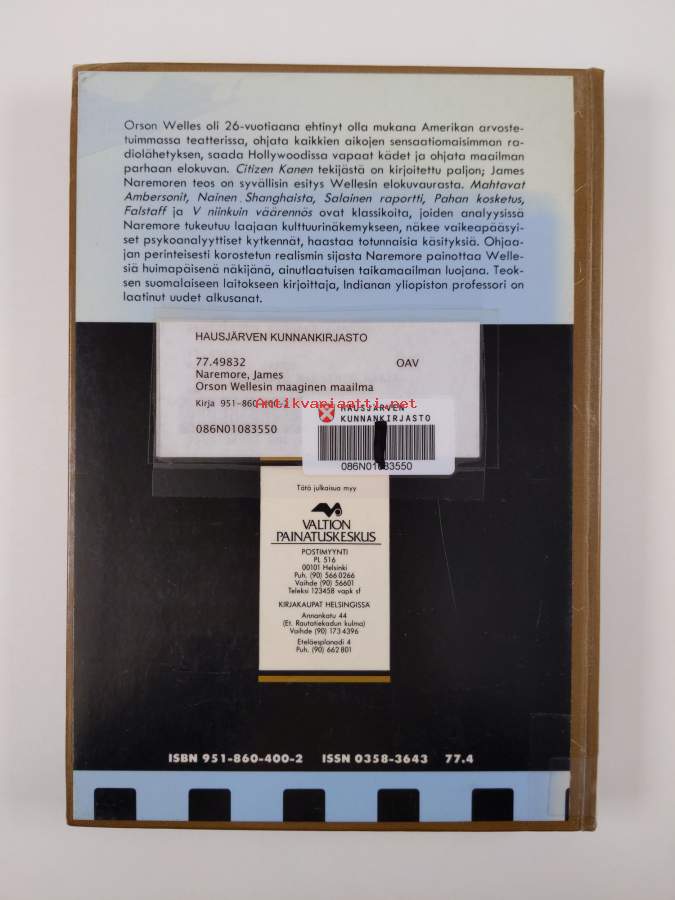 Orson Welles oli 26-vuotiaana ehtinyt olla mukana Amerikan arvoste-
tuimmassa teatterissa, ohjata kaikkien aikojen sensaatiomaisimman ra-
diolähetyksen, saada Hollywoodissa vapaat kädet ja ohjata maailman
parhaan elokuvan. Citizen Kanen tekijästä on kirjoitettu paljon; James
Naremoren teos on syvällisin esitys Wellesin elokuvaurasta. Mahtavat
Ambersonit, Nainen Shanghaista, Salainen raportti, Pahan kosketus,
Falstaff ja V niinkuin väärennös ovat klassikoita, joiden analyysissä
Naremore tukeutuu laajaan kulttuurinäkemykseen, näkee vaikeapääsyi-
set psykoanalyyttiset kytkennät, haastaa totunnaisia käsityksiä. Ohjaa-
jan perinteisesti korostetun realismin sijasta Naremore painottaa Welle-
siä huimapäisenä näkijänä, ainutlaatuisen taikamaailman luojana. Teok-
sen suomalaiseen laitokseen kirjoittaja, Indianan yliopiston professori on
laatinut uudet alkusanat.
HAUSJÄRVEN KUNNANKIRJASTO
77.49832 OAV
Naremore, James
Orson Wellesin maaginen maailma
Kirja 951-860-400-2
Antikvariaatti.net
086N01083550
HAUSJÄRVEN
KUNNANKIRJASTO
086N01083550
Tätä julkaisua myy
VALTION
PAINATUSKESKUS
POSTIMYYNTI
PL 516
00101 Helsinki
Puh. (90) 566 0266
Vaihde (90) 56601
Teleksi 123458 vapk sf
KIRJAKAUPAT HELSINGISSÄ
Annankatu 44
(Et. Rautatiekadun kulma)
Vaihde (90) 173 4396
Eteläesplanadi 4
Puh. (90) 662 801
ISBN 951-860-400-2 ISSN 0358-3643 77.4